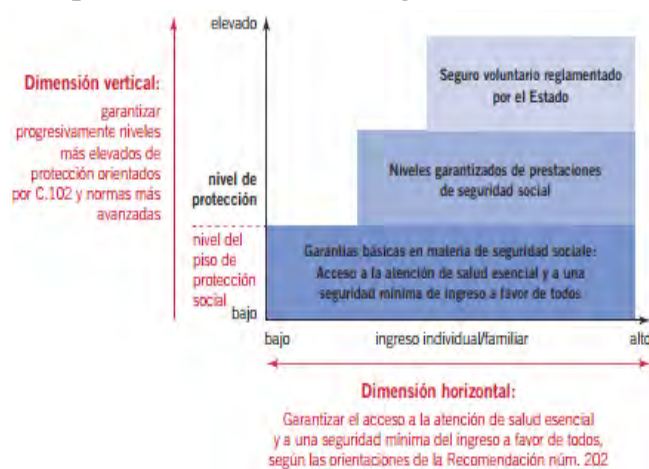 elevado
Dimensión vertical:
garantizar
progresivamente niveles
más elevados de
protección orientados
por C.102 y normas más
avanzadas
nivel de
protección
nivel del
piso de
protección
social
bajo
Seguro voluntario reglamentado
por el Estado
Niveles garantizados de prestaciones
de seguridad social
Garantías básicas en materia de seguridad sociale:
Acceso a la atención de salud esencial y a una
seguridad mínima de ingreso a favor de todos
bajo
ingreso individual/familiar
alto
Dimensión horizontal:
Garantizar el acceso a la atención de salud esencial
y a una seguridad mínima del ingreso a favor de todos,
según las orientaciones de la Recomendación núm. 202